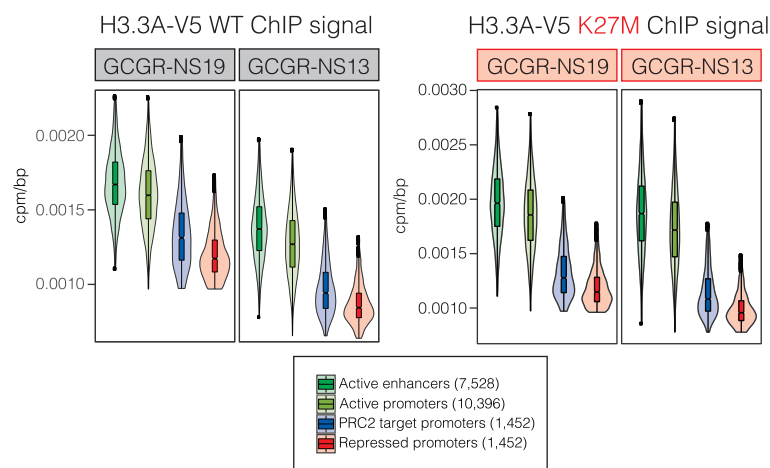 H3.3A-V5 WT ChIP signal
GCGR-NS19
GCGR-NS13
cpm/bp
0.0020
0.0015
0.0010
H3.3A-V5 K27M ChIP signal
GCGR-NS19
GCGR-NS13
cpm/bp
0.0030
0.0025
0.0020
0.0015
0.0010
Active enhancers (7,528)
Active promoters (10,396)
PRC2 target promoters (1,452)
Repressed promoters (1,452)